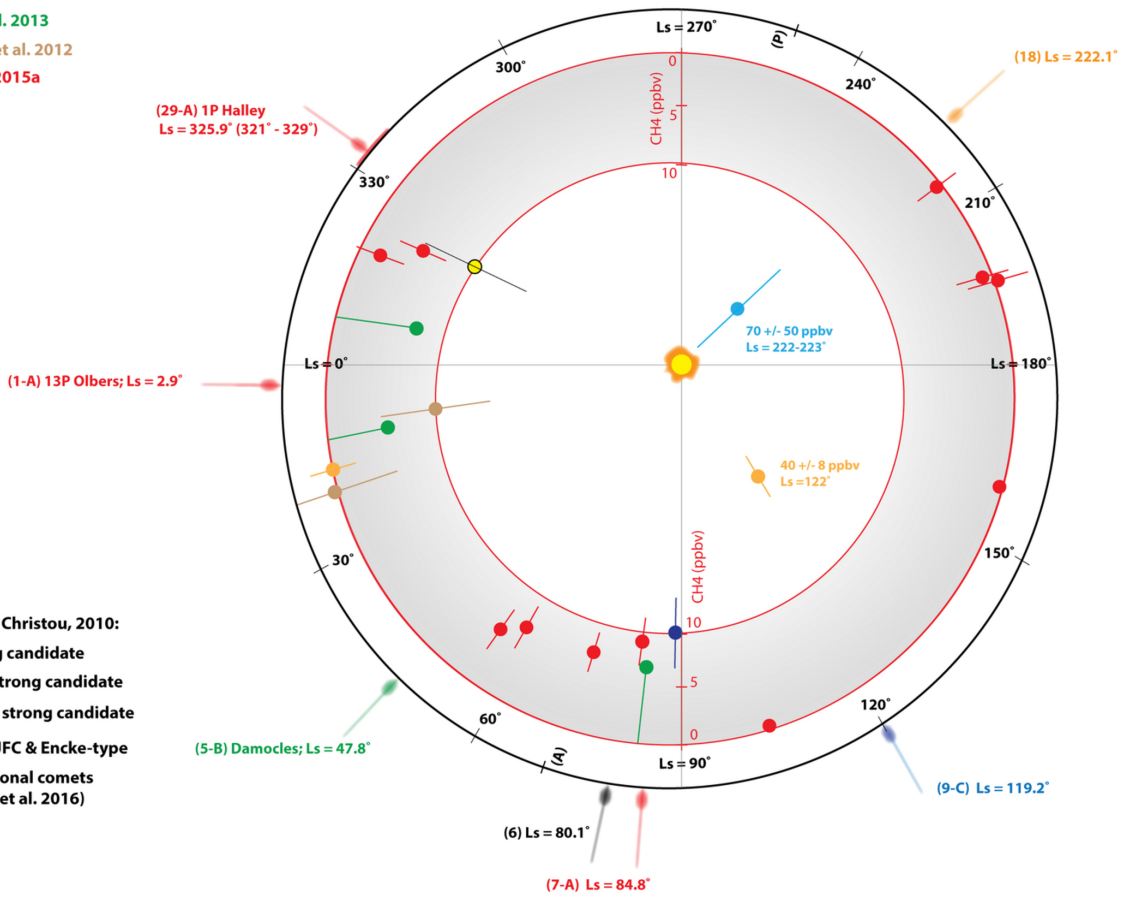 l. 2013
et al. 2012
2015a
Ls = 270˚
(P)
300˚
240˚
(18) Ls = 222.1˚
0
CH4 (ppbv)
5
10
(29-A) 1P Halley
Ls = 325.9˚ (321˚ - 329˚)
330˚
210˚
70 +/- 50 ppbv
Ls = 222-223˚
Ls = 0˚
Ls = 180˚
(1-A) 13P Olbers; Ls = 2.9˚
40 +/- 8 ppbv
Ls =122˚
30˚
150˚
CH4 (ppbv)
10
5
0
Christou, 2010:
g candidate
trong candidate
strong candidate
JFC & Encke-type
onal comets
et al. 2016)
60˚
120˚
(5-B) Damocles; Ls = 47.8˚
(A)
Ls = 90˚
(9-C) Ls = 119.2˚
(6) Ls = 80.1˚
(7-A) Ls = 84.8˚